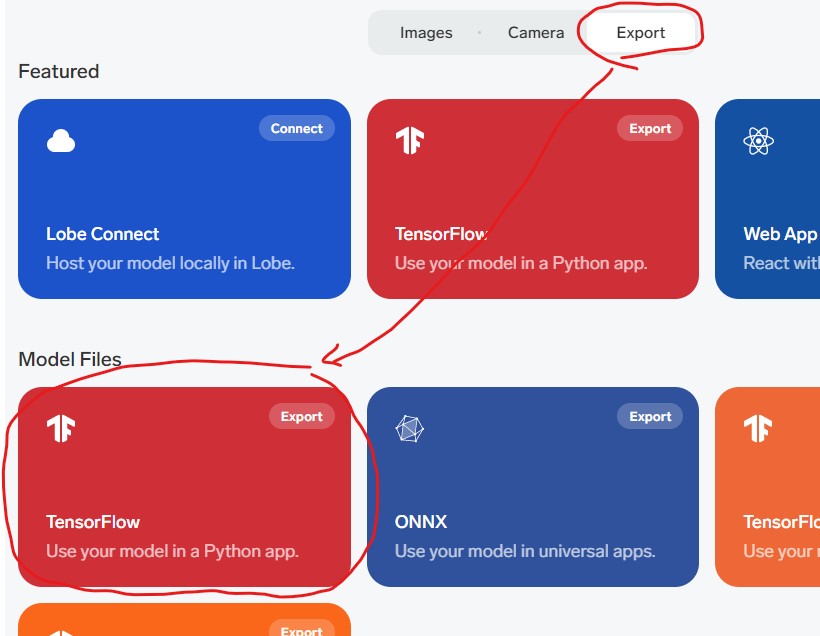 Images · Camera Export
Featured
Connect
Lobe Connect
Host your model locally in Lobe.
Export
TensorFlow
Use your model in a Python app.
Web App
React with
Model Files
Export
TensorFlow
Use your model in a Python app.
Export
ONNX
Use your model in universal apps.
TensorFlo
Use your
Export